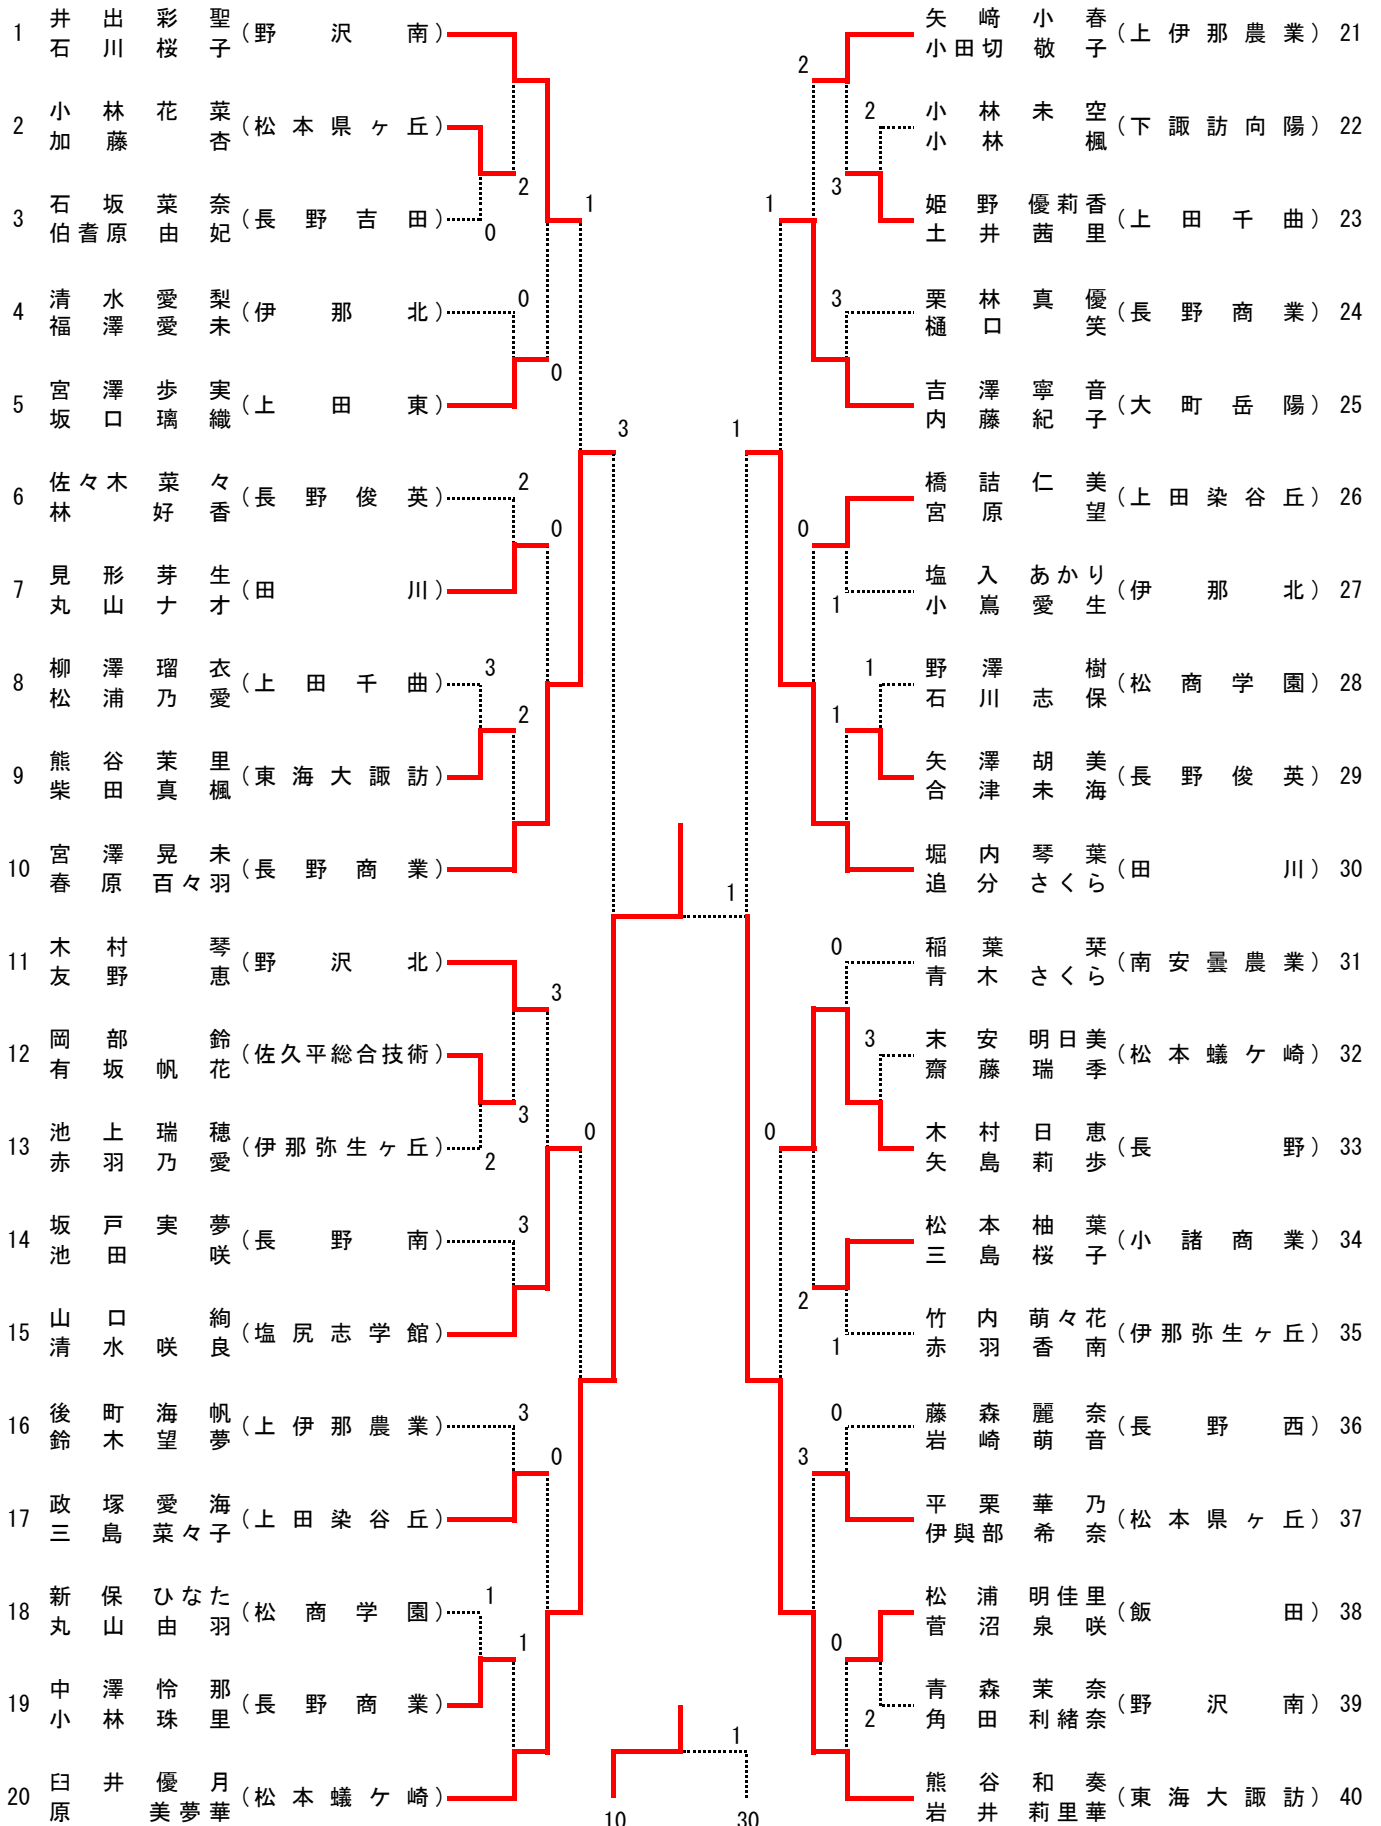 1 井出彩聖 (野沢南)
石川桜子
2 小林花菜 (松本県ヶ丘)
加藤杏
3 石坂菜奈 (長野吉田)
伯耆原由妃
4 清水愛梨 (伊那北)
福澤愛未
5 宮澤歩実 (上田東)
坂口璃織
6 佐々木菜々 (長野俊英)
林好香
7 見形芽生 (田川)
丸山ナオ
8 柳澤瑠衣 (上田千曲)
松浦乃愛
9 熊谷茉里 (東海大諏訪)
柴田真楓
10 宮澤晃未 (長野商業)
春原百々羽
11 木村琴 (野沢北)
友野恵
12 岡部鈴 (佐久平総合技術)
有坂帆花
13 池上瑞穂 (伊那弥生ヶ丘)
赤羽乃愛
14 坂戸実夢 (長野南)
池田咲
15 山口絢 (塩尻志学館)
清水咲良
16 後町海帆 (上伊那農業)
鈴木望夢
17 政塚愛海 (上田染谷丘)
三島菜々子
18 新保ひなた (松商学園)
丸山由羽
19 中澤怜那 (長野商業)
小林珠里
20 臼井優月 (松本蟻ケ崎)
原美夢華
2
0
0
2
3
2
3
2
3
3
1
1
0
0
3
0
1
0
3
1
矢﨑小春 (上伊那農業) 21
小田切敬子
小林未空 (下諏訪向陽) 22
小林楓
姫野優莉香 (上田千曲) 23
土井茜里
栗林真優 (長野商業) 24
樋口笑
吉澤寧音 (大町岳陽) 25
内藤紀子
橋詰仁美 (上田染谷丘) 26
宮原望
塩入あかり (伊那北) 27
小嶌愛生
野澤樹 (松商学園) 28
石川志保
矢澤胡美 (長野俊英) 29
合津未海
堀内琴葉 (田川) 30
追分さくら
稲葉栞 (南安曇農業) 31
青木さくら
末安明日美 (松本蟻ケ崎) 32
齋藤瑞季
木村日恵 (長野) 33
矢島莉歩
松本柚葉 (小諸商業) 34
三島桜子
竹内萌々花 (伊那弥生ヶ丘) 35
赤羽香南
藤森麗奈 (長野西) 36
岩崎萌音
平栗華乃 (松本県ヶ丘) 37
伊與部希奈
松浦明佳里 (飯田) 38
菅沼泉咲
青森茉奈 (野沢南) 39
角田利緒奈
熊谷和奏 (東海大諏訪) 40
岩井莉里華
2
2
3
1
3
1
0
1
1
1
0
3
0
2
1
0
3
0
2
1
10 30